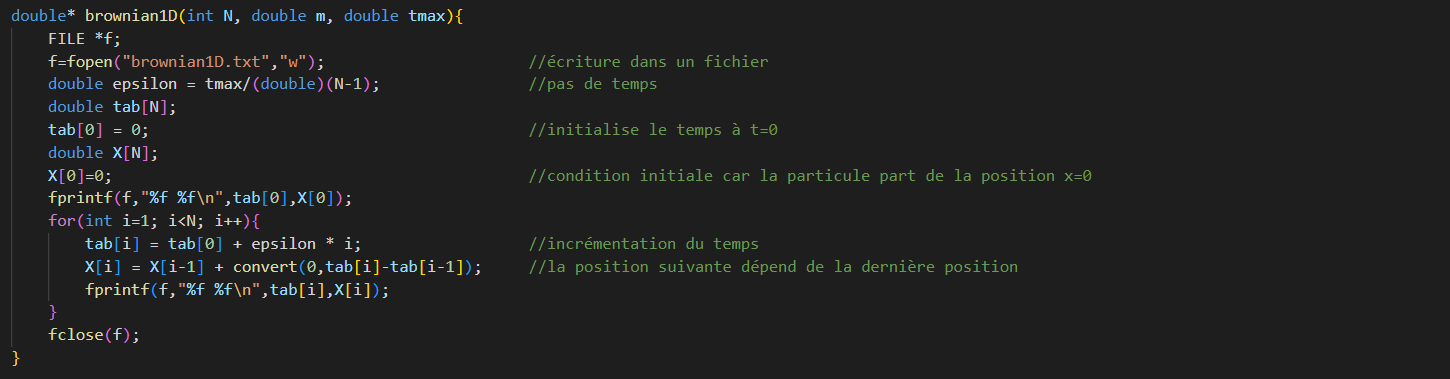 double* brownian1D(int N, double m, double tmax){
FILE *f;
f=fopen("brownian1D.txt","w"); //écriture dans un fichier
double epsilon = tmax/(double)(N-1); //pas de temps
double tab[N];
tab[0] = 0; //initialise le temps à t=0
double X[N];
X[0]=0; //condition initiale car la particule part de la position x=0
fprintf(f,"%f %f\n",tab[0],X[0]);
for(int i=1; i<N; i++){
tab[i] = tab[0] + epsilon * i; //incrémentation du temps
X[i] = X[i-1] + convert(0,tab[i]-tab[i-1]); //la position suivante dépend de la dernière position
fprintf(f,"%f %f\n",tab[i],X[i]);
}
fclose(f);
}